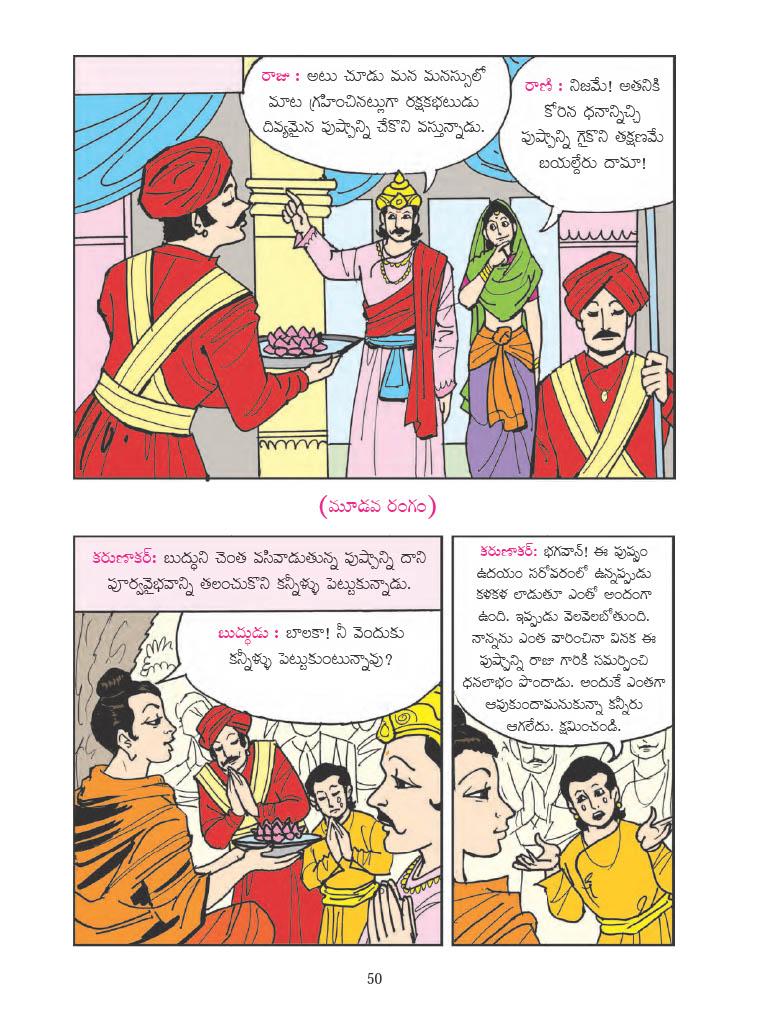 రాజు : అటు చూడు మన మనస్సులో
మాట గ్రహించినట్లుగా రక్షకభటుడు
దివ్యమైన పుష్పాన్ని చేకొని వస్తున్నాడు.
రాణి : నిజమే! అతనికి
కోరిన ధనాన్నిచ్చి
పుష్పాన్ని గైకొని తక్షణమే
బయల్దేరు దామా!
(మూడవ రంగం)
కరుణాకర్: బుద్ధుని చెంత వసివాడుతున్న పుష్పాన్ని దాని
పూర్వవైభవాన్ని తలంచుకొని కన్నీళ్ళు పెట్టుకున్నాడు.
బుద్ధుడు : బాలకా! నీ వెందుకు
కన్నీళ్ళు పెట్టుకుంటున్నావు?
కరుణాకర్: భగవాన్! ఈ పుష్పం
ఉదయం సరోవరంలో ఉన్నప్పుడు
కళకళ లాడుతూ ఎంతో అందంగా
ఉంది. ఇప్పుడు వెలవెలబోతుంది.
నాన్నను ఎంత వారించినా వినక ఈ
పుష్పాన్ని రాజు గారికి సమర్పించి
ధనలాభం పొందాడు. అందుకే ఎంతగా
ఆపుకుందామనుకున్నా కన్నీరు
ఆగలేదు. క్షమించండి.
50